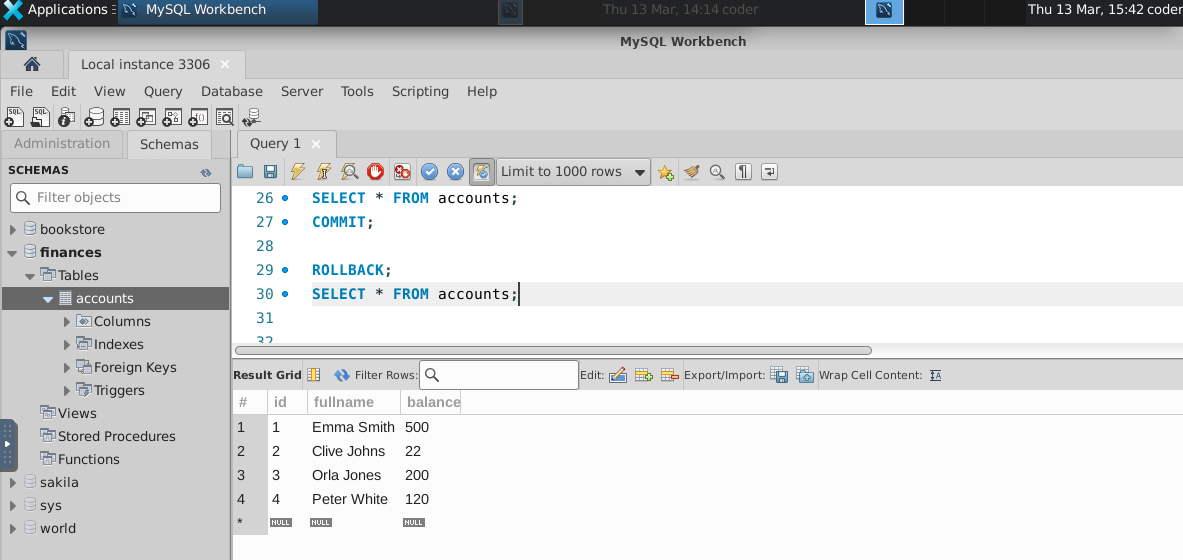 Applications MySQL Workbench Thu 13 Mar, 14:14 coder Thu 13 Mar, 15:42 coder
MySQL Workbench
Local instance 3306
File Edit View Query Database Server Tools Scripting Help
SQL SQL
Administration Schemas Query 1
SCHEMAS Limit to 1000 rows
Filter objects
26 SELECT * FROM accounts;
27 COMMIT;
28
29 ROLLBACK;
30 SELECT * FROM accounts;
31
32
bookstore
finances
Tables
accounts
Columns
Indexes
Foreign Keys
Triggers
Views
Stored Procedures
Functions
sakila
sys
world
Result Grid Filter Rows: Edit: Export/Import: Wrap Cell Content: IA
# id fullname balance
1 1 Emma Smith 500
2 2 Clive Johns 22
3 3 Orla Jones 200
4 4 Peter White 120
* NULL NULL NULL